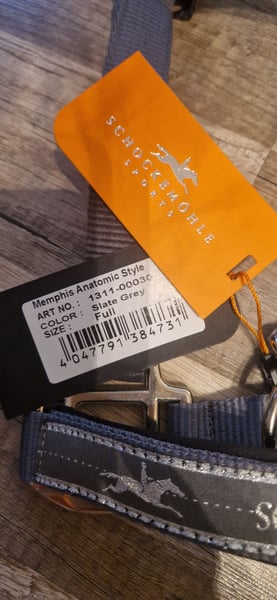 SCHOCKEMÖHLE
SPORTS
Memphis Anatomic Style
ART NO.: 1311-00030
COLOR: Slate Grey
SIZE: Full
4 047791 384731